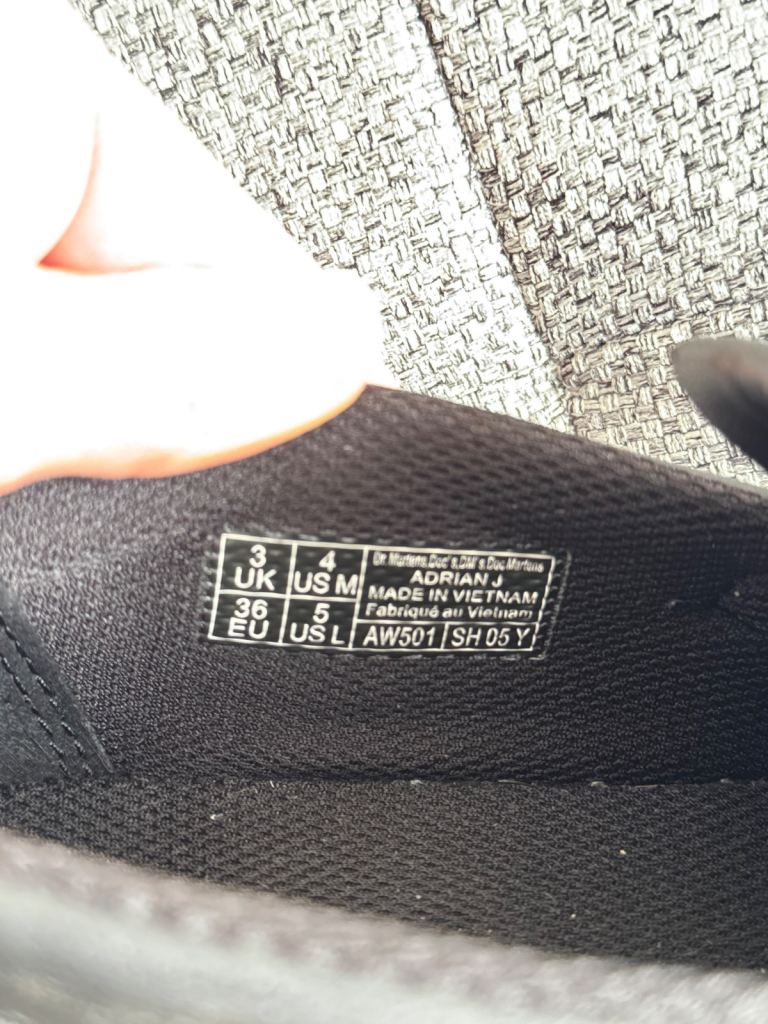 3
UK
4
US M
36
EU
5
US L
Dr. Martens.Doc's.DM's.Doc Martens
ADRIAN J
MADE IN VIETNAM
Fabriqué au Vietnam
AW501
SH 05 Y